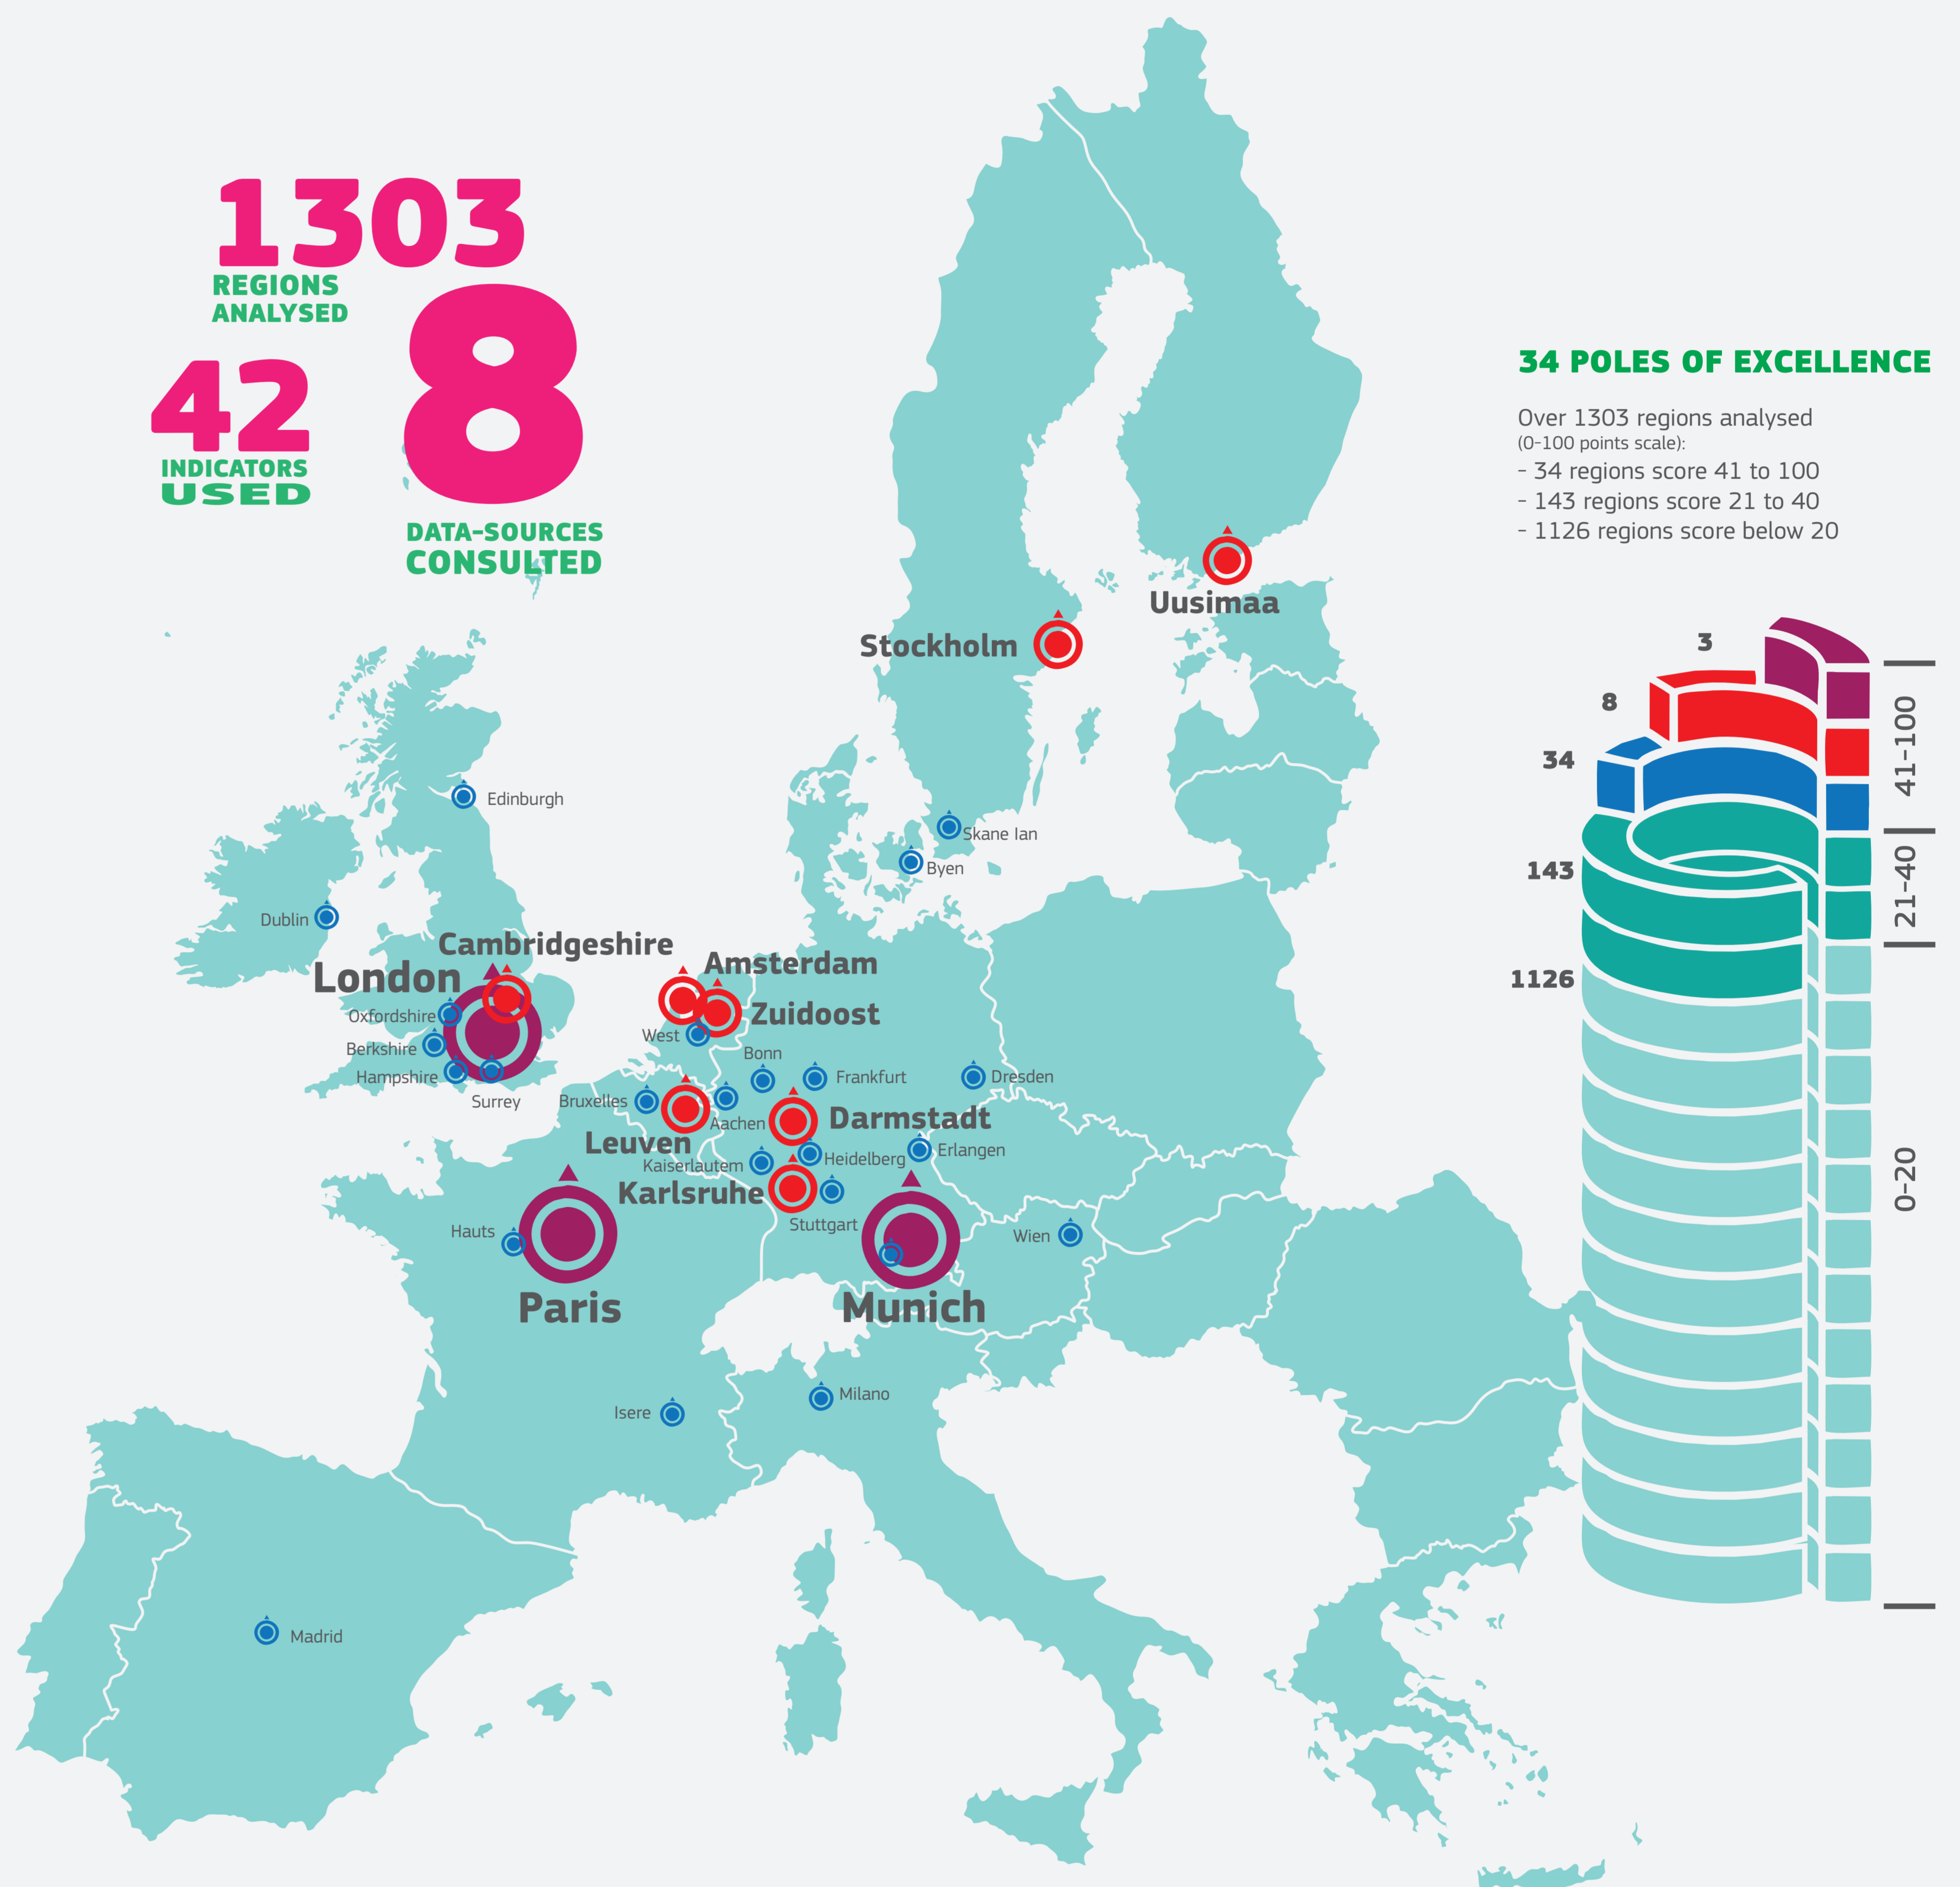 1303
REGIONS
ANALYSED
42
INDICATORS
USED
8
DATA-SOURCES
CONSULTED
34 POLES OF EXCELLENCE
Over 1303 regions analysed
(0-100 points scale):
- 34 regions score 41 to 100
- 143 regions score 21 to 40
- 1126 regions score below 20
3
8
34
143
1126
41-100
21-40
0-20
Uusimaa
Stockholm
Edinburgh
Skane lan
Byen
Dublin
Cambridgeshire
London
Amsterdam
Zuidoost
Oxfordshire
West
Berkshire
Bonn
Hampshire
Frankfurt
Dresden
Surrey
Bruxelles
Aachen
Darmstadt
Leuven
Erlangen
Kaiserlautem
Heidelberg
Karlsruhe
Stuttgart
Hauts
Wien
Paris
Munich
Milano
Isere
Madrid